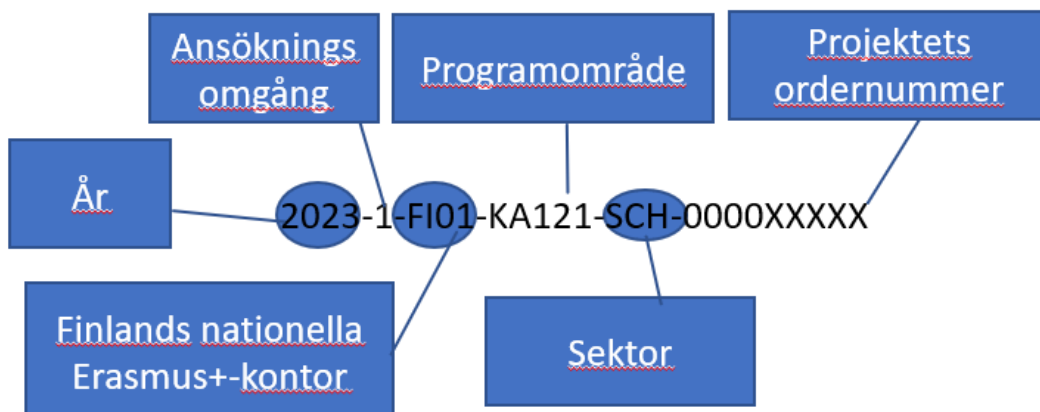 Ansöknings
omgång
Programområde
Projektets
ordernummer
År
2023-1-FI01-KA121-SCH-0000XXXXX
Finlands nationella
Erasmus+-kontor
Sektor